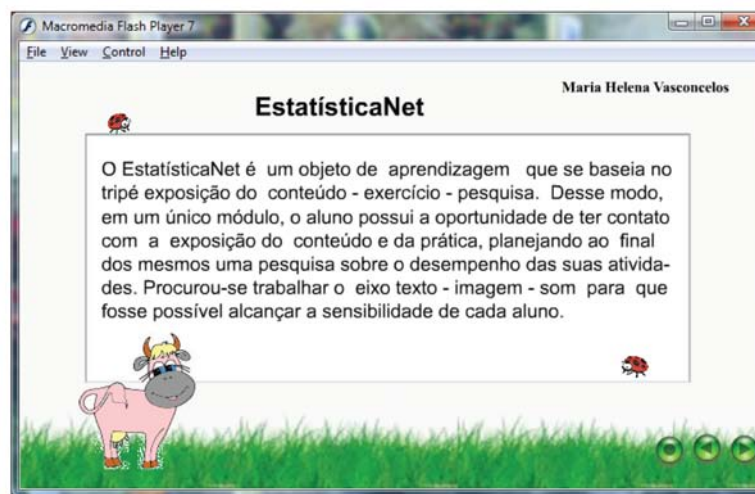 Macromedia Flash Player 7
File View Control Help
Maria Helena Vasconcelos
EstatísticaNet
O EstatísticaNet é um objeto de aprendizagem que se baseia no
tripé exposição do conteúdo - exercício - pesquisa. Desse modo,
em um único módulo, o aluno possui a oportunidade de ter contato
com a exposição do conteúdo e da prática, planejando ao final
dos mesmos uma pesquisa sobre o desempenho das suas ativida-
des. Procurou-se trabalhar o eixo texto - imagem - som para que
fosse possível alcançar a sensibilidade de cada aluno.